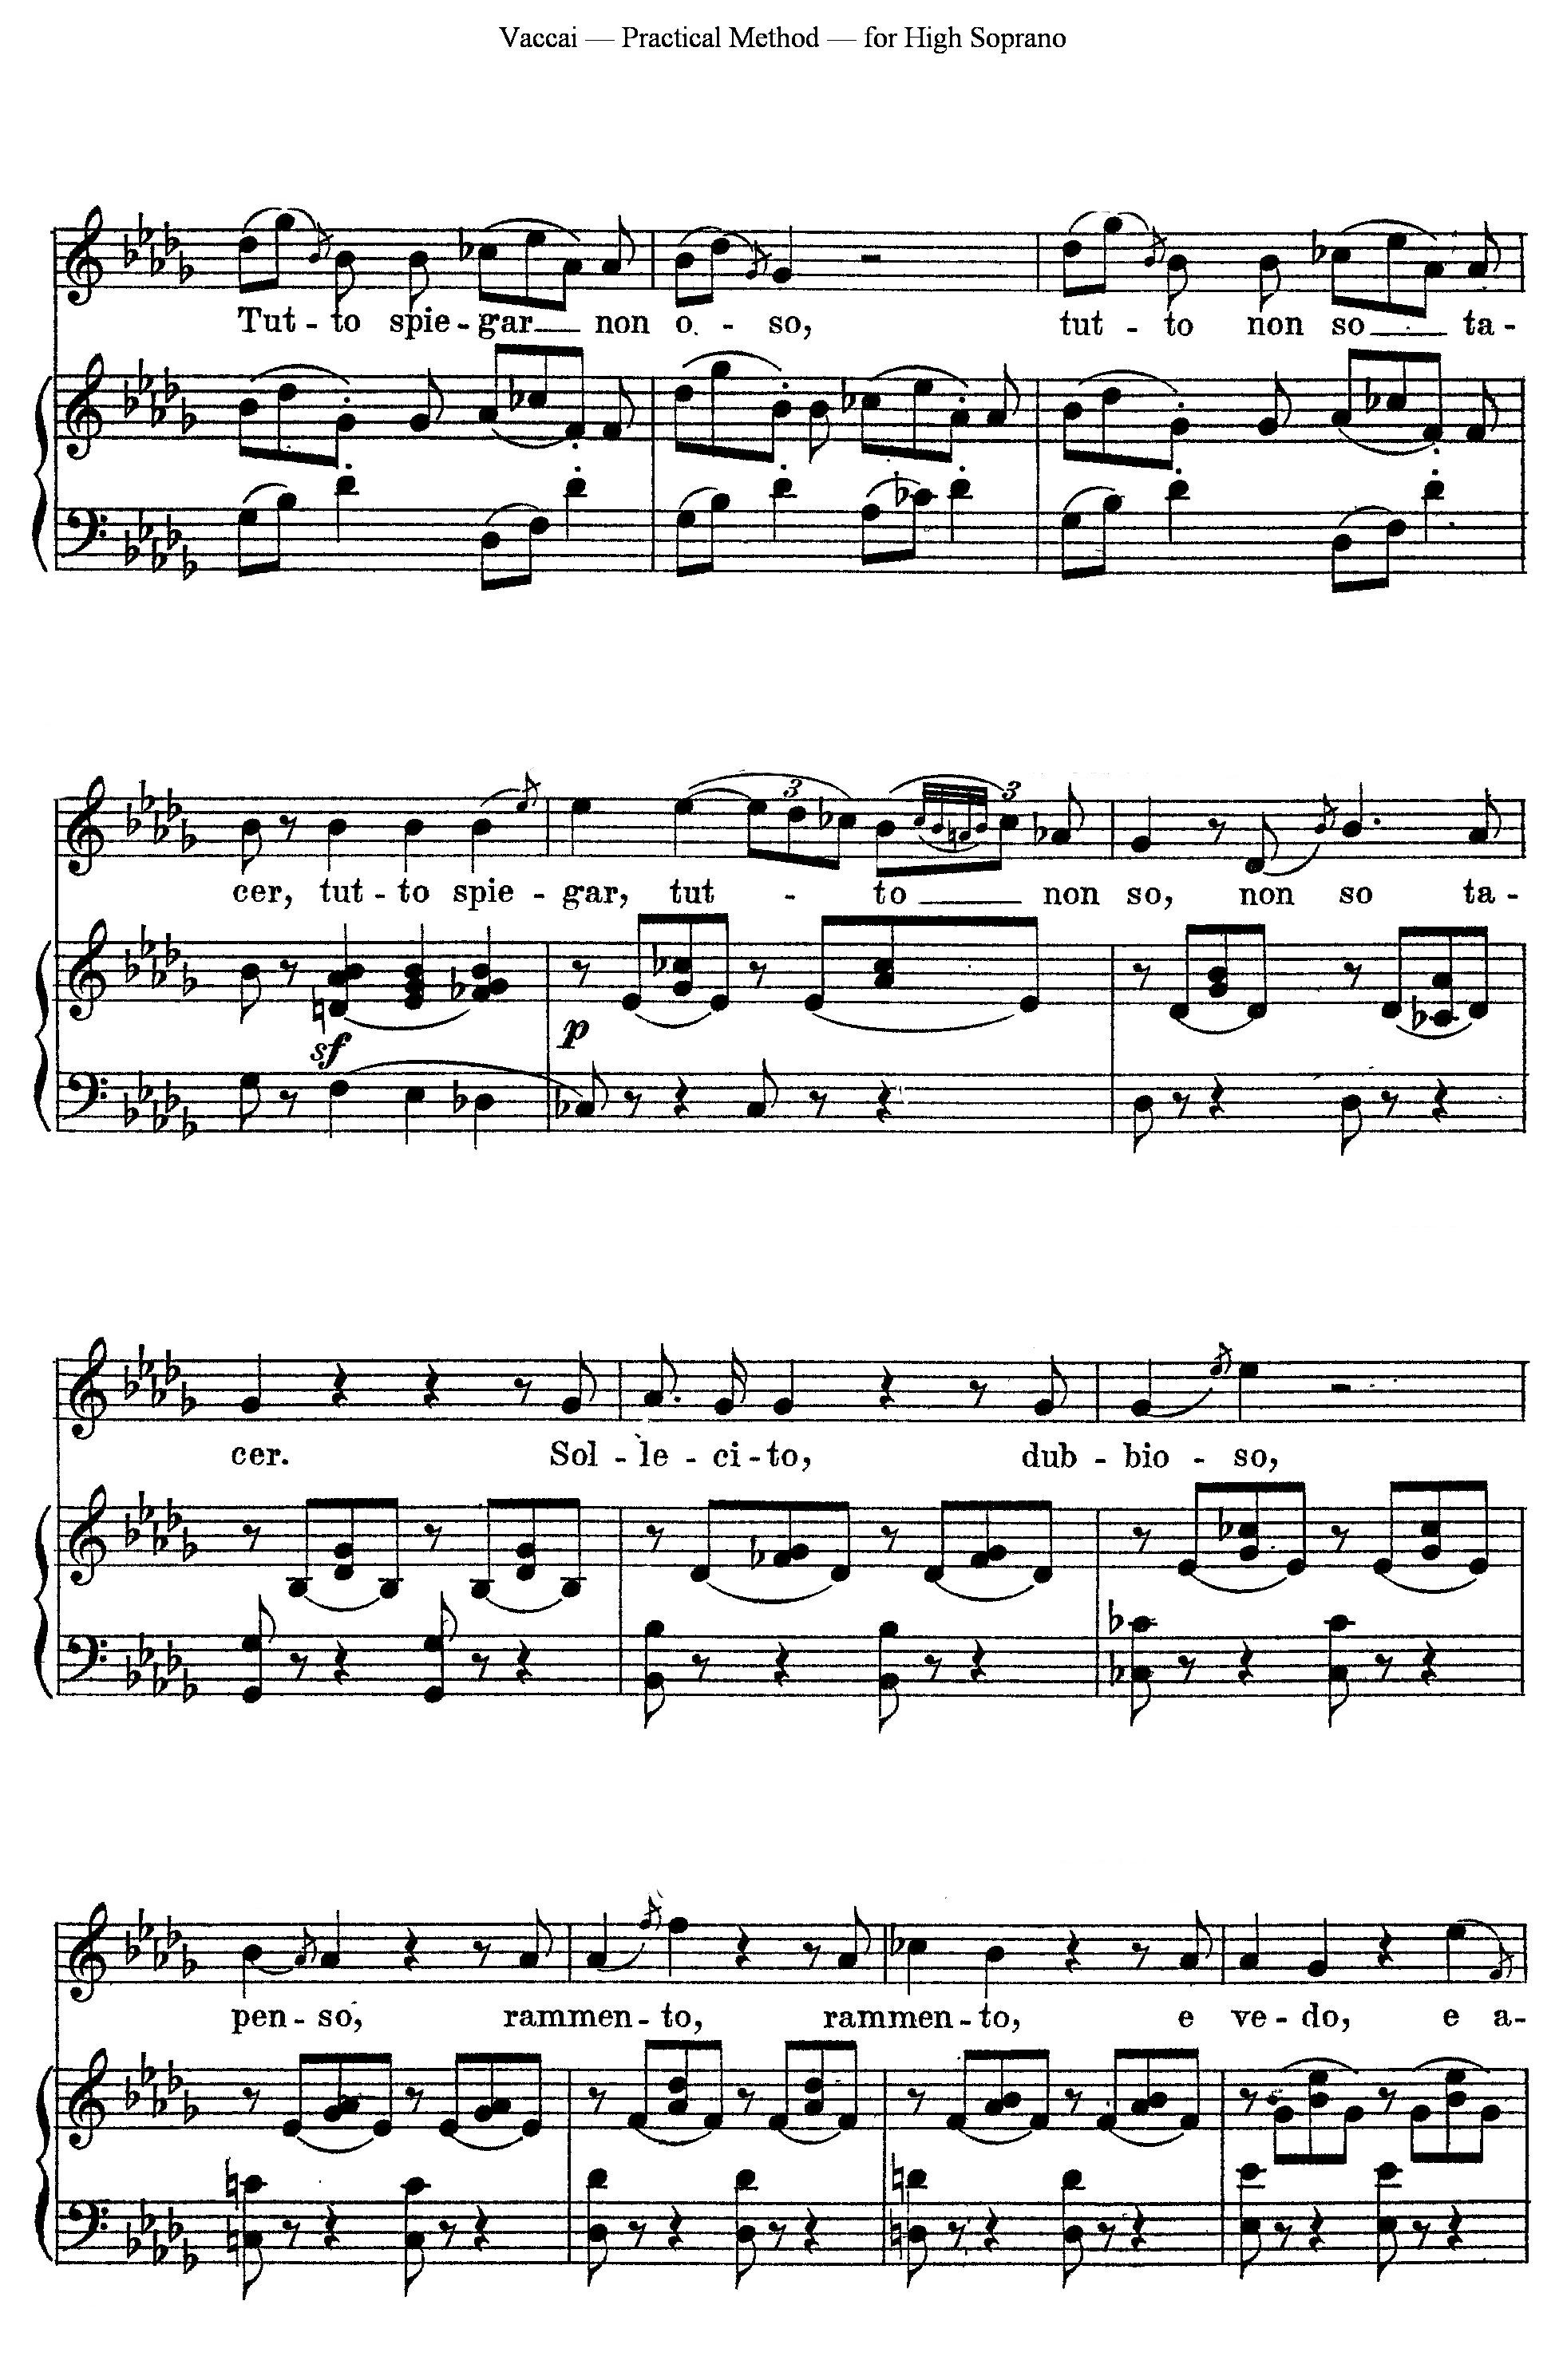 Vaccai — Practical Method — for High Soprano
Tut - to spie - gar non o - so, tut - to non so ta -
cer, tut - to spie - gar, tut - to non so, non so ta -
sf p
3 3
cer. Sol - le - ci - to, dub - bio - so,
pen - so, rammen - to, rammen - to, e ve - do, e a -